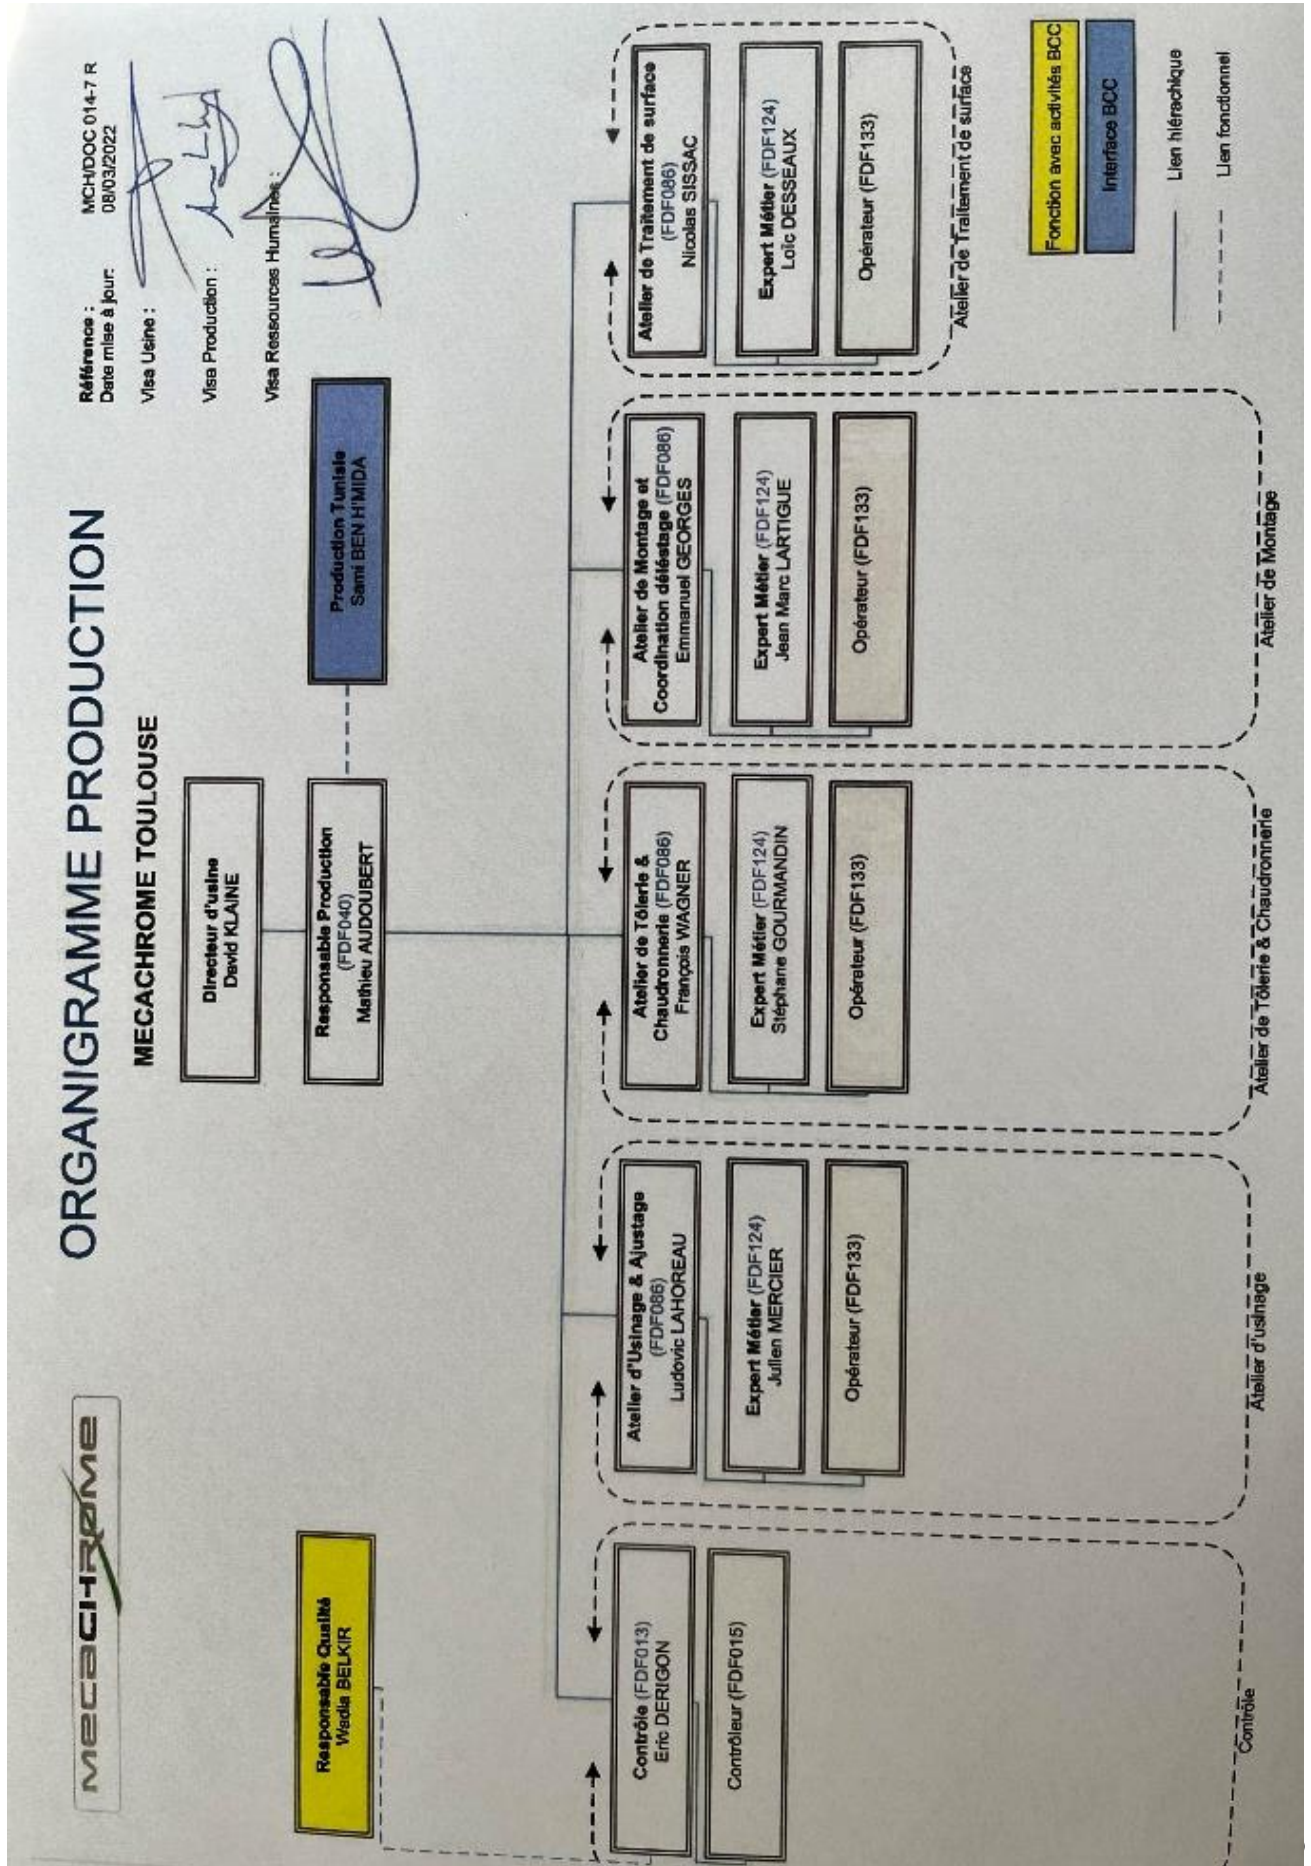 MECACHROME
ORGANIGRAMME PRODUCTION
MECACHROME TOULOUSE
Référence : MCH/DOC 014-7 R
Date mise à jour: 08/03/2022
Visa Usine :
Visa Production :
Visa Ressources Humaines :
Directeur d'usine
David KLAINE
Responsable Qualité
Wadla BELKIR
Responsable Production
(FDF040)
Mathieu AUDOUBERT
Production Tunisie
Sami BEN H'MIDA
Contrôle (FDF013)
Eric DERIGON
Contrôleur (FDF015)
Contrôle
Atelier d'Usinage & Ajustage
(FDF086)
Ludovic LAHOREAU
Expert Métier (FDF124)
Julien MERCIER
Opérateur (FDF133)
Atelier d'usinage
Atelier de Tôlerie &
Chaudronnerie (FDF086)
François WAGNER
Expert Métier (FDF124)
Stéphane GOURMANDIN
Opérateur (FDF133)
Atelier de Tôlerie & Chaudronnerie
Atelier de Montage et
Coordination déléstage (FDF086)
Emmanuel GEORGES
Expert Métier (FDF124)
Jean Marc LARTIGUE
Opérateur (FDF133)
Atelier de Montage
Atelier de Traitement de surface
(FDF086)
Nicolas SISSAC
Expert Métier (FDF124)
Loïc DESSEAUX
Opérateur (FDF133)
Atelier de Traitement de surface
Fonction avec activités BCC
Interface BCC
Lien hiérachique
Lien fonctionnel